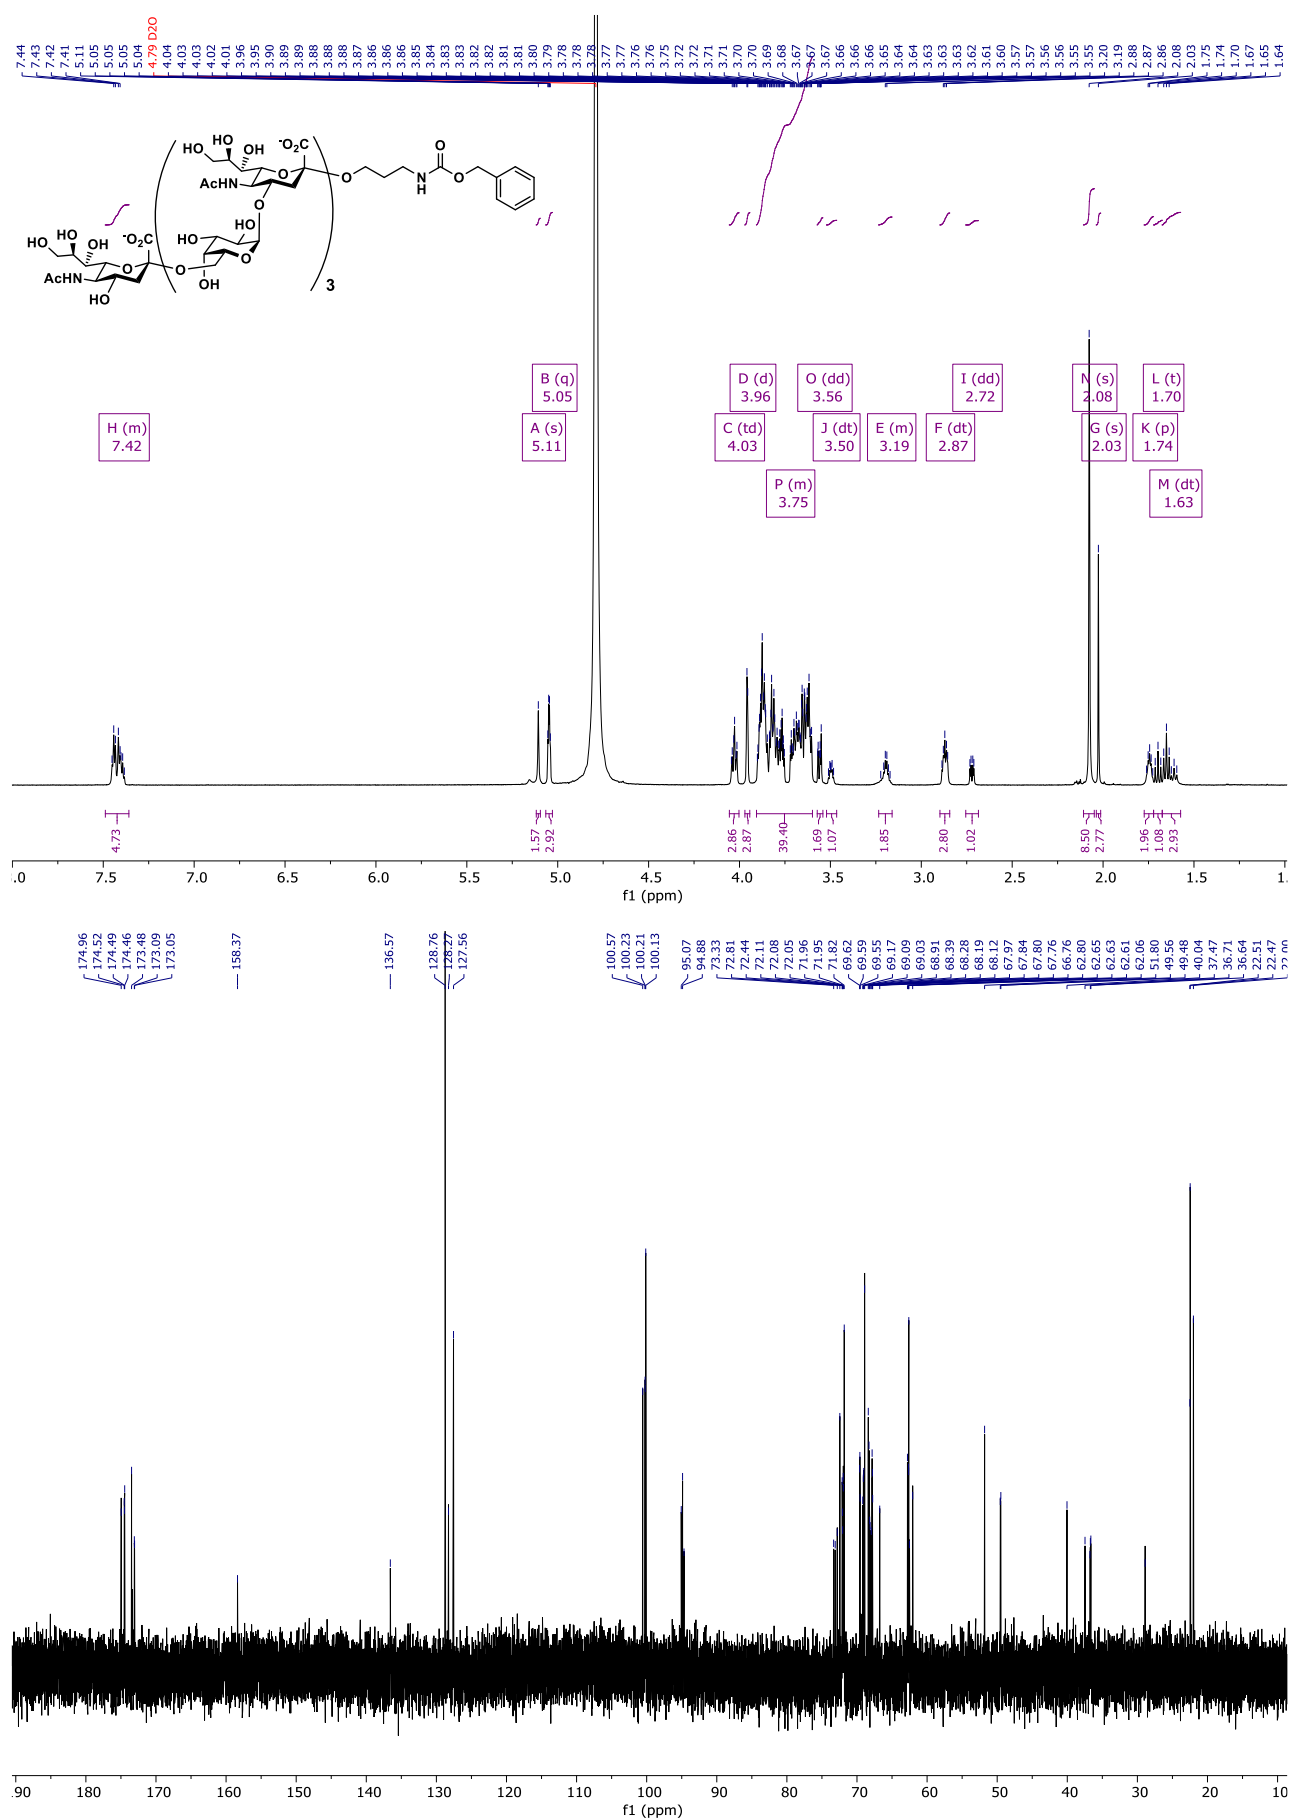 7.44 7.43 7.42 7.41 5.11 5.05 5.05 5.05 5.04 4.79 D2O 4.04 4.04 4.03 4.03 4.02 4.01 3.96 3.95 3.90 3.89 3.89 3.88 3.88 3.88 3.87 3.86 3.86 3.86 3.85 3.84 3.83 3.83 3.82 3.82 3.81 3.81 3.80 3.79 3.78 3.78 3.78 3.77 3.77 3.76 3.76 3.75 3.72 3.72 3.71 3.71 3.70 3.70 3.69 3.68 3.67 3.67 3.67 3.66 3.66 3.66 3.65 3.64 3.64 3.63 3.63 3.63 3.62 3.61 3.60 3.57 3.57 3.56 3.56 3.55 3.55 3.20 3.19 2.88 2.87 2.86 2.08 2.03 1.75 1.74 1.70 1.67 1.65 1.64
HO HO OH -O2C O O NH O
AcHN O
O HO
HO HO OH -O2C HO O
AcHN O O OH OH
HO 3
B (q) 5.05
D (d) 3.96
O (dd) 3.56
I (dd) 2.72
N (s) 2.08
L (t) 1.70
H (m) 7.42
A (s) 5.11
C (td) 4.03
J (dt) 3.50
E (m) 3.19
F (dt) 2.87
G (s) 2.03
K (p) 1.74
P (m) 3.75
M (dt) 1.63
4.73 1.57 2.92 2.86 2.87 39.40 1.69 1.07 1.85 2.80 1.02 8.50 2.77 1.96 1.08 2.93
.0 7.5 7.0 6.5 6.0 5.5 5.0 4.5 4.0 3.5 3.0 2.5 2.0 1.5 1.
f1 (ppm)
174.96 174.52 174.49 174.46 173.48 173.09 173.05 158.37 136.57 128.76 128.27 127.56 100.57 100.23 100.21 100.13 95.07 94.88 73.33 72.81 72.44 72.11 72.08 72.05 71.96 71.95 71.82 69.62 69.59 69.55 69.17 69.09 69.03 68.91 68.39 68.28 68.19 68.12 67.97 67.84 67.80 67.76 66.76 62.80 62.65 62.63 62.61 62.06 51.80 49.56 49.48 40.04 37.47 36.71 36.64 22.51 22.47 22.00
.90 180 170 160 150 140 130 120 110 100 90 80 70 60 50 40 30 20 10
f1 (ppm)